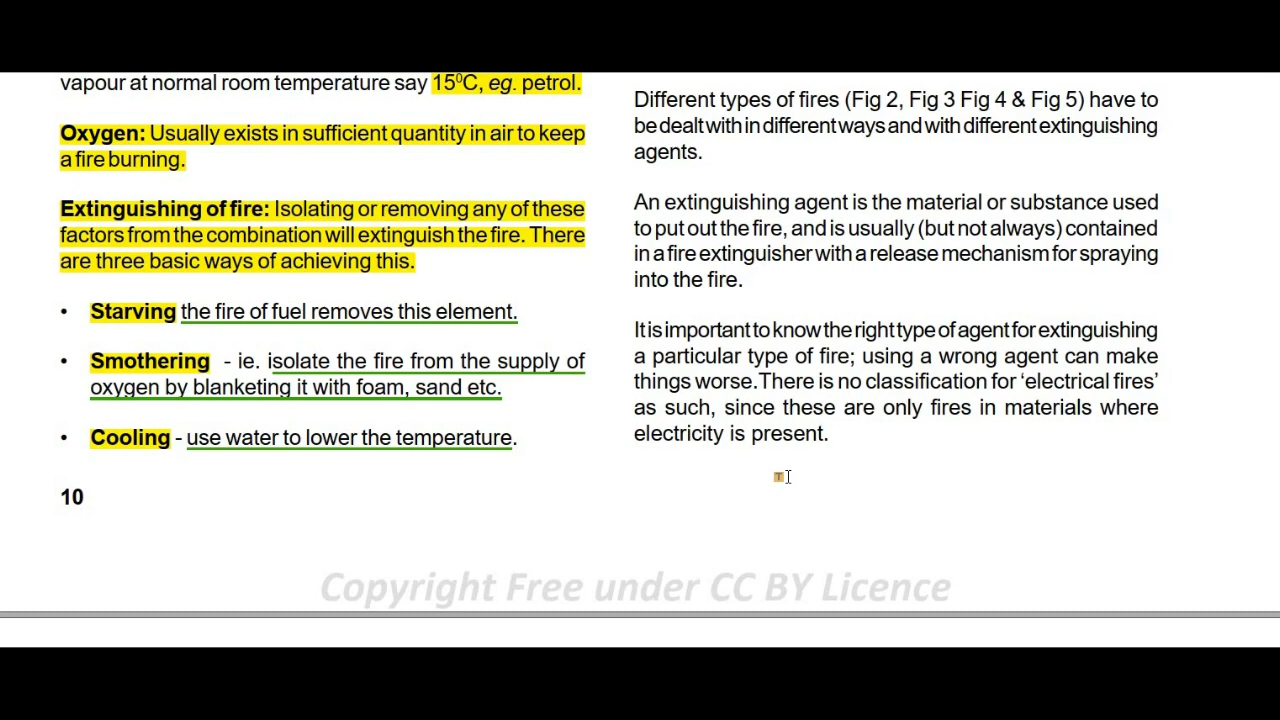 vapour at normal room temperature say 15⁰C, eg. petrol.
Oxygen: Usually exists in sufficient quantity in air to keep
a fire burning.
Extinguishing of fire: Isolating or removing any of these
factors from the combination will extinguish the fire. There
are three basic ways of achieving this.
• Starving the fire of fuel removes this element.
• Smothering - ie. isolate the fire from the supply of
oxygen by blanketing it with foam, sand etc.
• Cooling - use water to lower the temperature.
10
Different types of fires (Fig 2, Fig 3 Fig 4 & Fig 5) have to
be dealt with in different ways and with different extinguishing
agents.
An extinguishing agent is the material or substance used
to put out the fire, and is usually (but not always) contained
in a fire extinguisher with a release mechanism for spraying
into the fire.
It is important to know the right type of agent for extinguishing
a particular type of fire; using a wrong agent can make
things worse.There is no classification for ‘electrical fires’
as such, since these are only fires in materials where
electricity is present.
T
Copyright Free under CC BY Licence